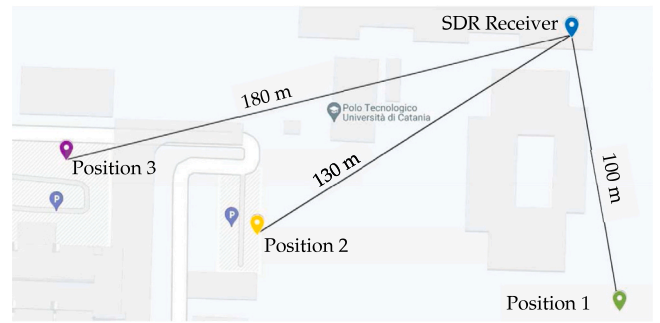 SDR Receiver
180 m
Polo Tecnologico
Università di Catania
130 m
100 m
Position 3
P
P
Position 2
Position 1